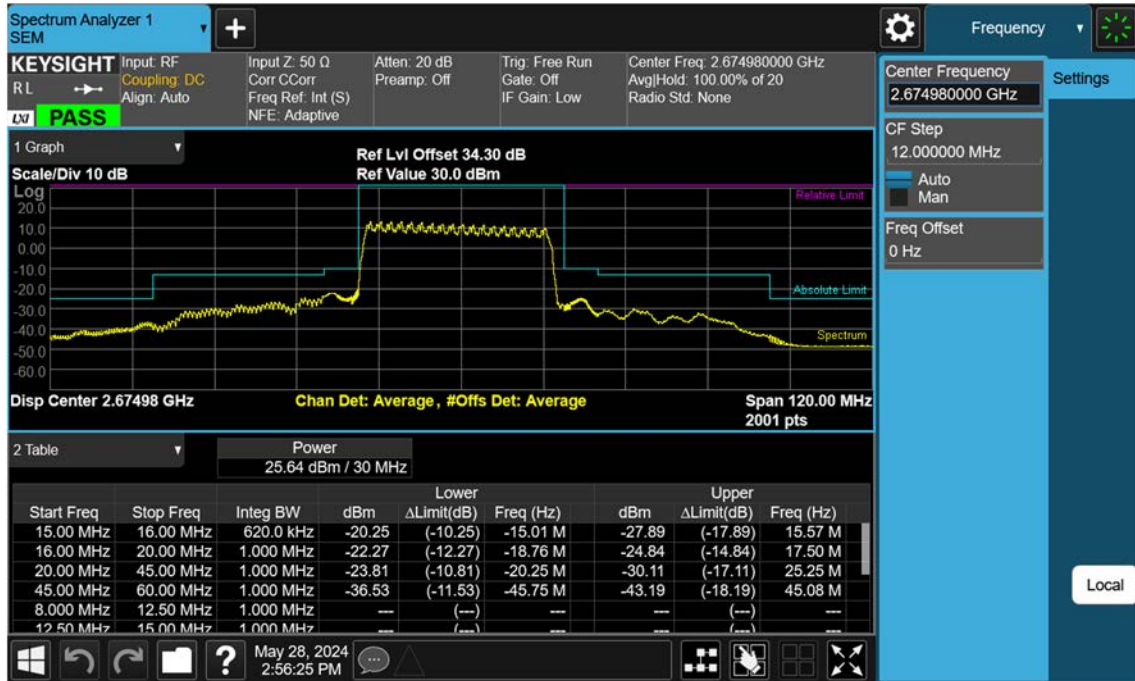 Spectrum Analyzer 1
SEM
Frequency
KEYSIGHT
R L
LXI PASS
Input: RF
Coupling: DC
Align: Auto
Input Z: 50 Ω
Corr CCorr
Freq Ref: Int (S)
NFE: Adaptive
Atten: 20 dB
Preamp: Off
Trig: Free Run
Gate: Off
IF Gain: Low
Center Freq: 2.674980000 GHz
Avg|Hold: 100.00% of 20
Radio Std: None
Center Frequency
2.674980000 GHz
Settings
CF Step
12.000000 MHz
Auto
Man
Freq Offset
0 Hz
Local
1 Graph
Scale/Div 10 dB
Ref Lvl Offset 34.30 dB
Ref Value 30.0 dBm
Log
20.0
10.0
0.00
-10.0
-20.0
-30.0
-40.0
-50.0
-60.0
Relative Limit
Absolute Limit
Spectrum
Disp Center 2.67498 GHz
Chan Det: Average, #Offs Det: Average
Span 120.00 MHz
2001 pts
2 Table
Power
25.64 dBm / 30 MHz
Lower Upper
Start Freq Stop Freq Integ BW dBm ΔLimit(dB) Freq (Hz) dBm ΔLimit(dB) Freq (Hz)
15.00 MHz 16.00 MHz 620.0 kHz -20.25 (-10.25) -15.01 M -27.89 (-17.89) 15.57 M
16.00 MHz 20.00 MHz 1.000 MHz -22.27 (-12.27) -18.76 M -24.84 (-14.84) 17.50 M
20.00 MHz 45.00 MHz 1.000 MHz -23.81 (-10.81) -20.25 M -30.11 (-17.11) 25.25 M
45.00 MHz 60.00 MHz 1.000 MHz -36.53 (-11.53) -45.75 M -43.19 (-18.19) 45.08 M
8.000 MHz 12.50 MHz 1.000 MHz --- (---) --- --- (---) ---
12.50 MHz 15.00 MHz 1.000 MHz --- (---) --- --- (---) ---
?
May 28, 2024
2:56:25 PM